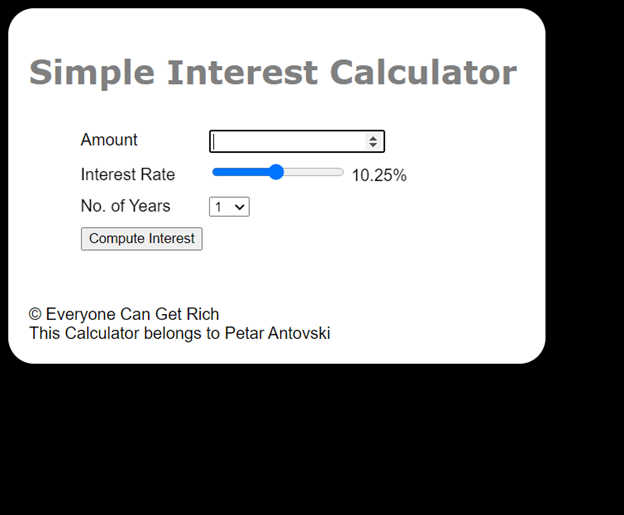 Simple Interest Calculator
Amount
Interest Rate 10.25%
No. of Years 1
Compute Interest
© Everyone Can Get Rich
This Calculator belongs to Petar Antovski